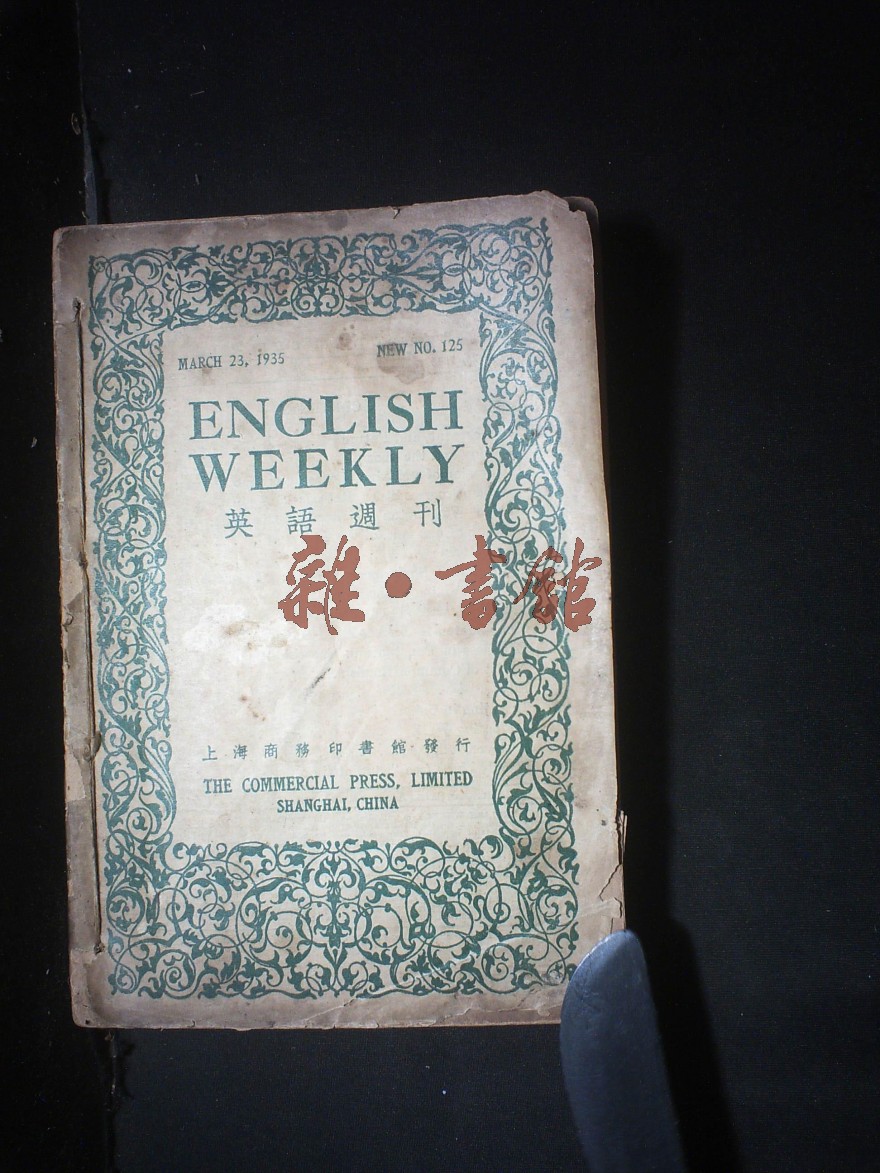 MARCH 23, 1935 NEW NO. 125
ENGLISH
WEEKLY
英語週刊
雜·書館
上海商務印書館發行
THE COMMERCIAL PRESS, LIMITED
SHANGHAI, CHINA